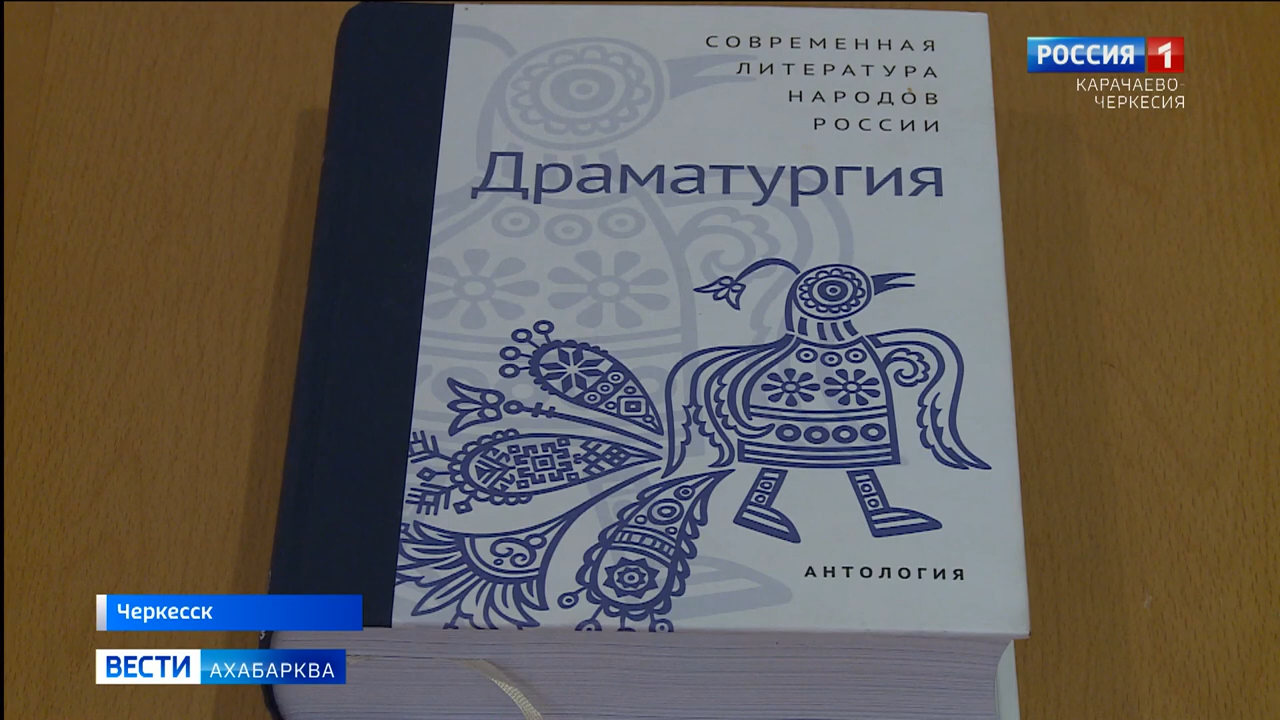 СОВРЕМЕННАЯ
ЛИТЕРАТУРА
НАРОДОВ
РОССИИ
Драматургия
АНТОЛОГИЯ
РОССИЯ 1
КАРАЧАЕВО-
ЧЕРКЕСИЯ
Черкесск
ВЕСТИ АХАБАРКВА